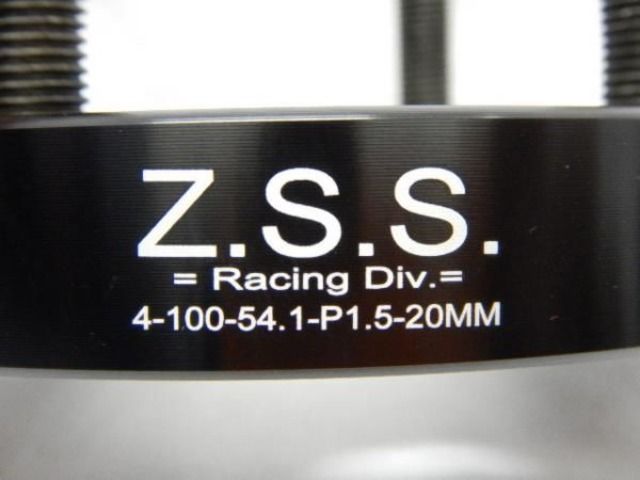 Z.S.S.
= Racing Div.=
4-100-54.1-P1.5-20MM